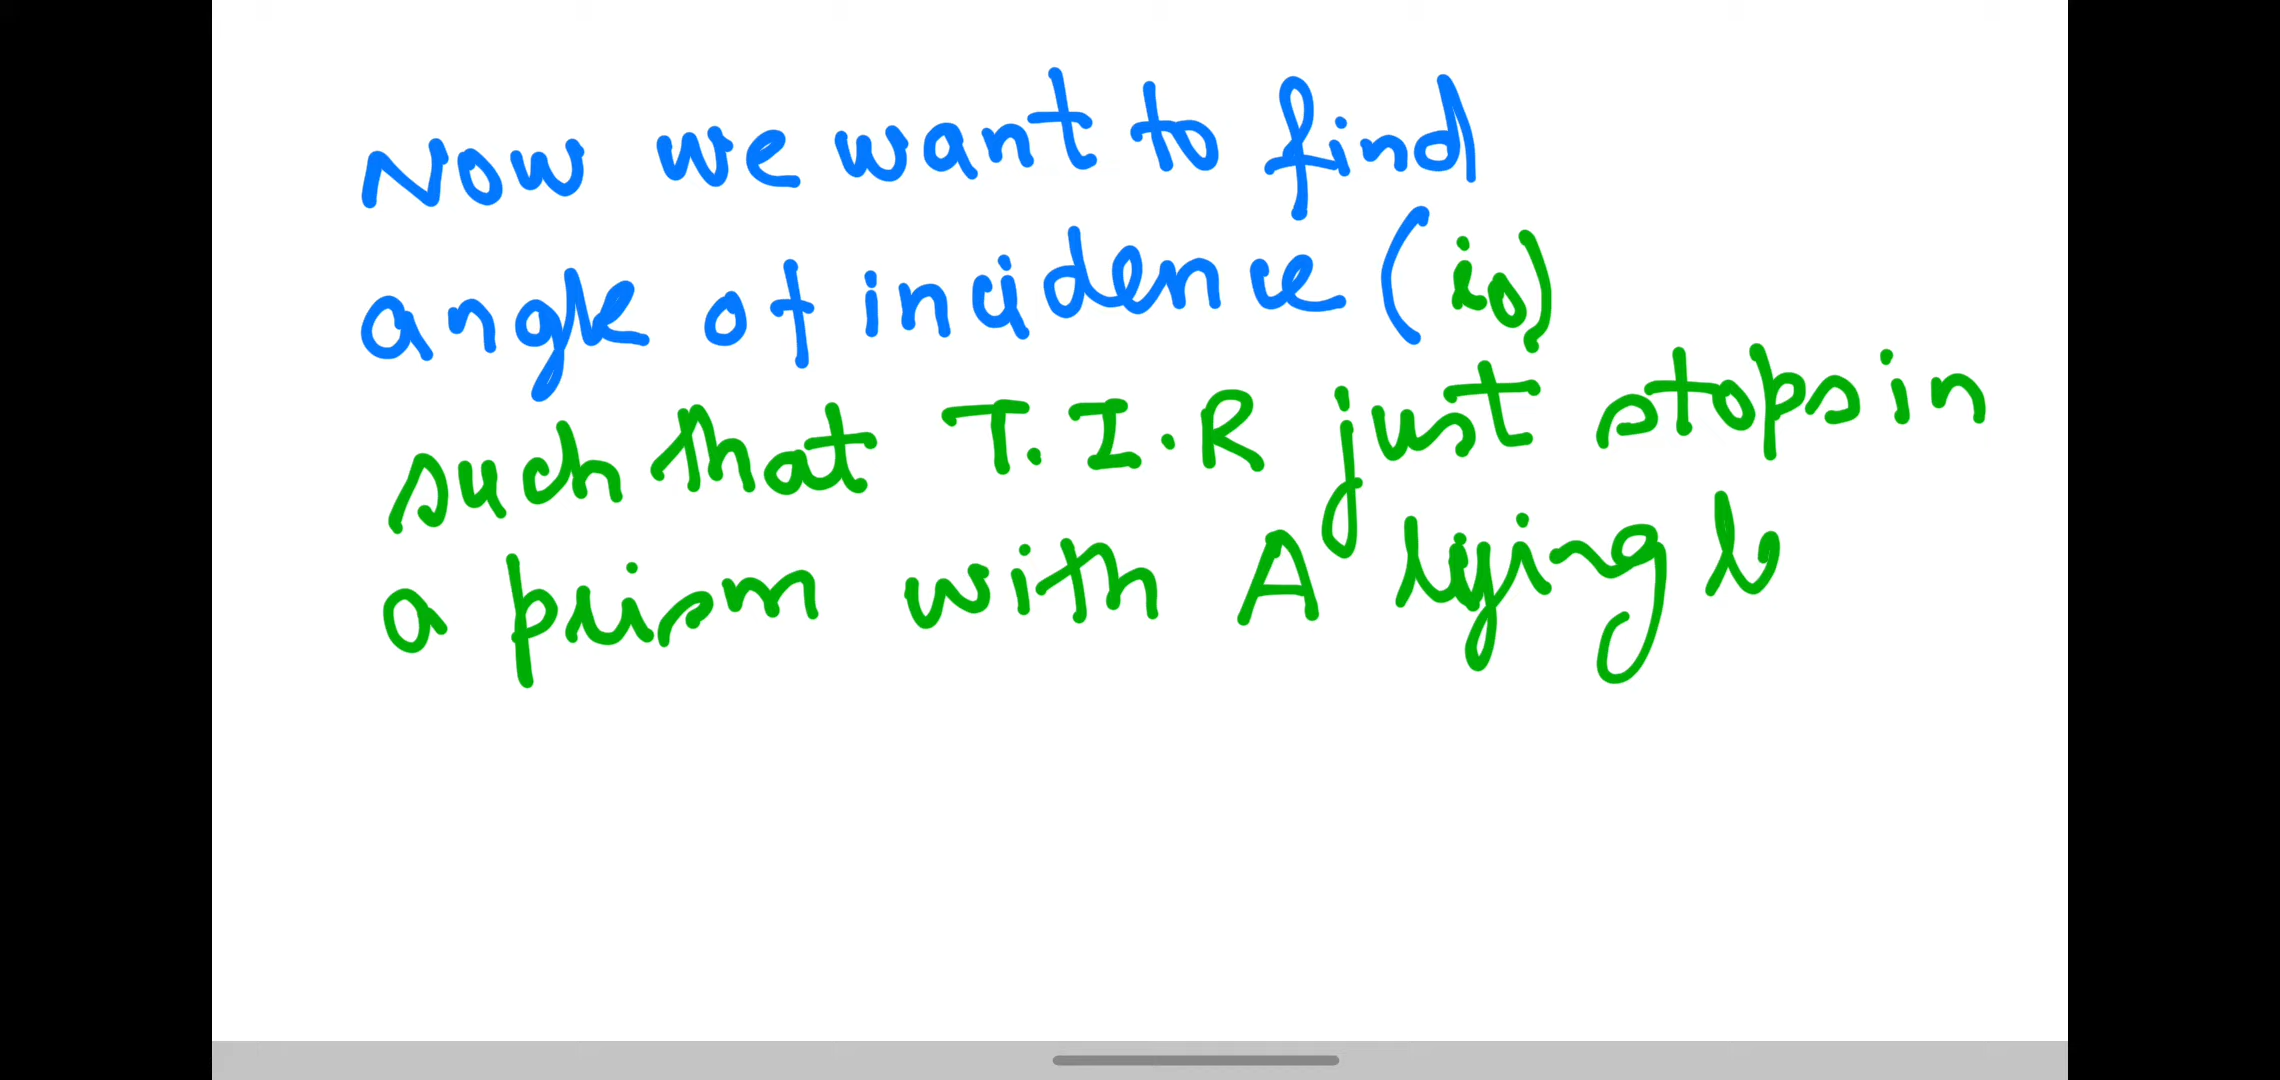 Now we want to find
angle of incidence (i0)
such that T.I.R just stops in
a prism with A lying b